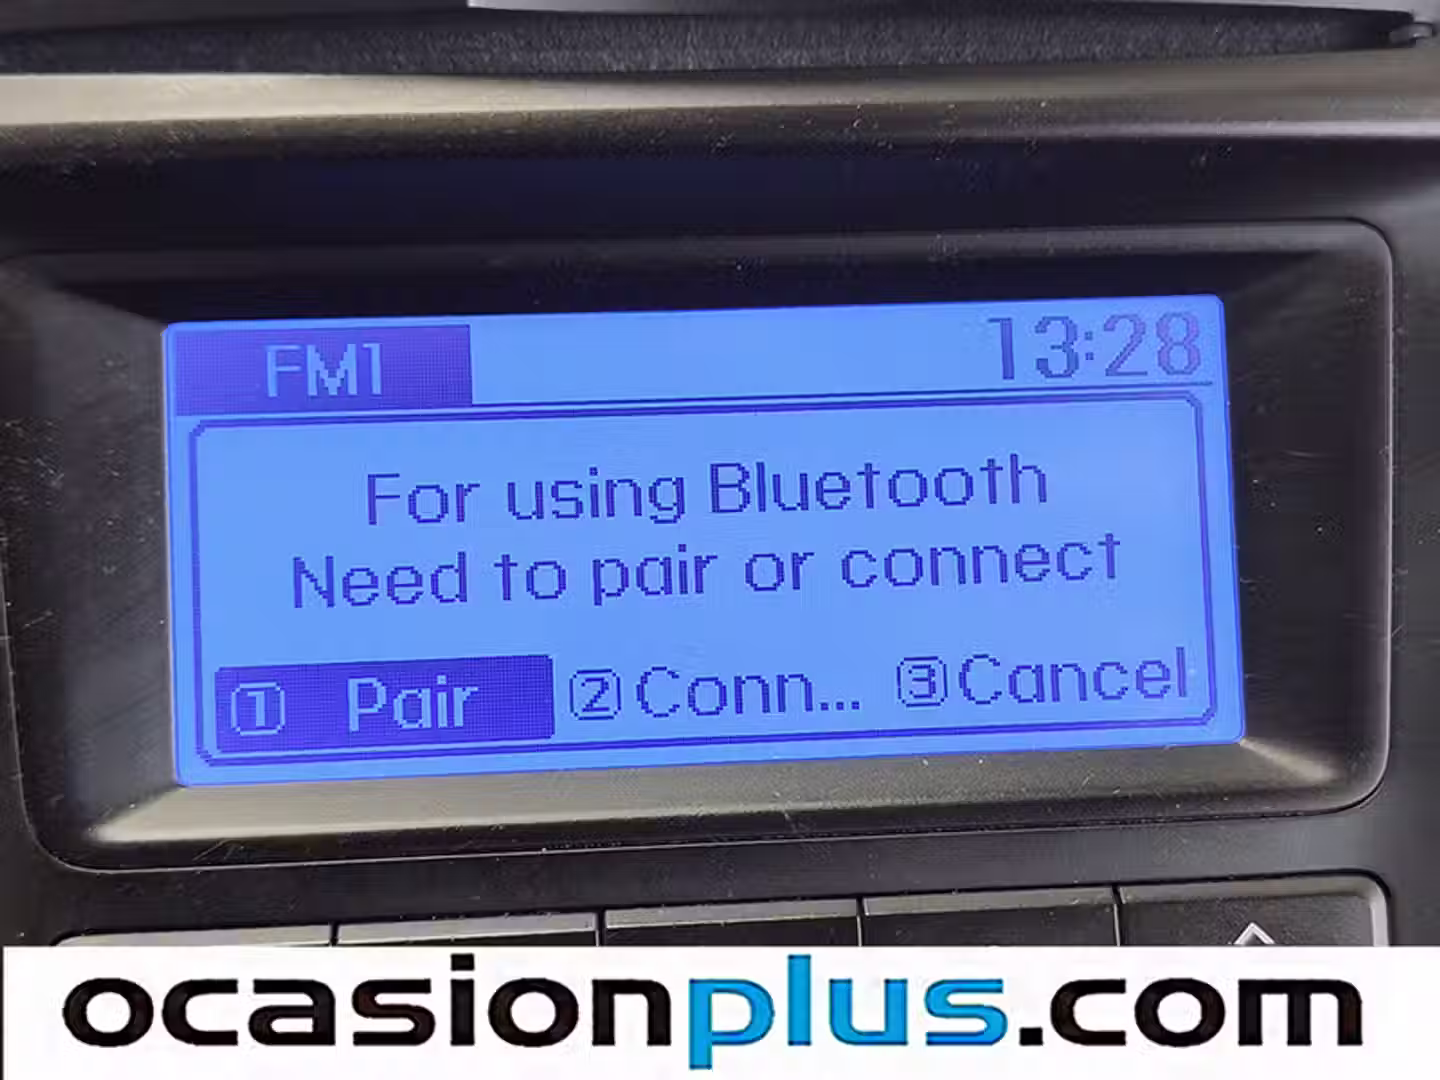 FM1 13:28
For using Bluetooth
Need to pair or connect
1 Pair 2 Conn... 3 Cancel
ocasionplus.com